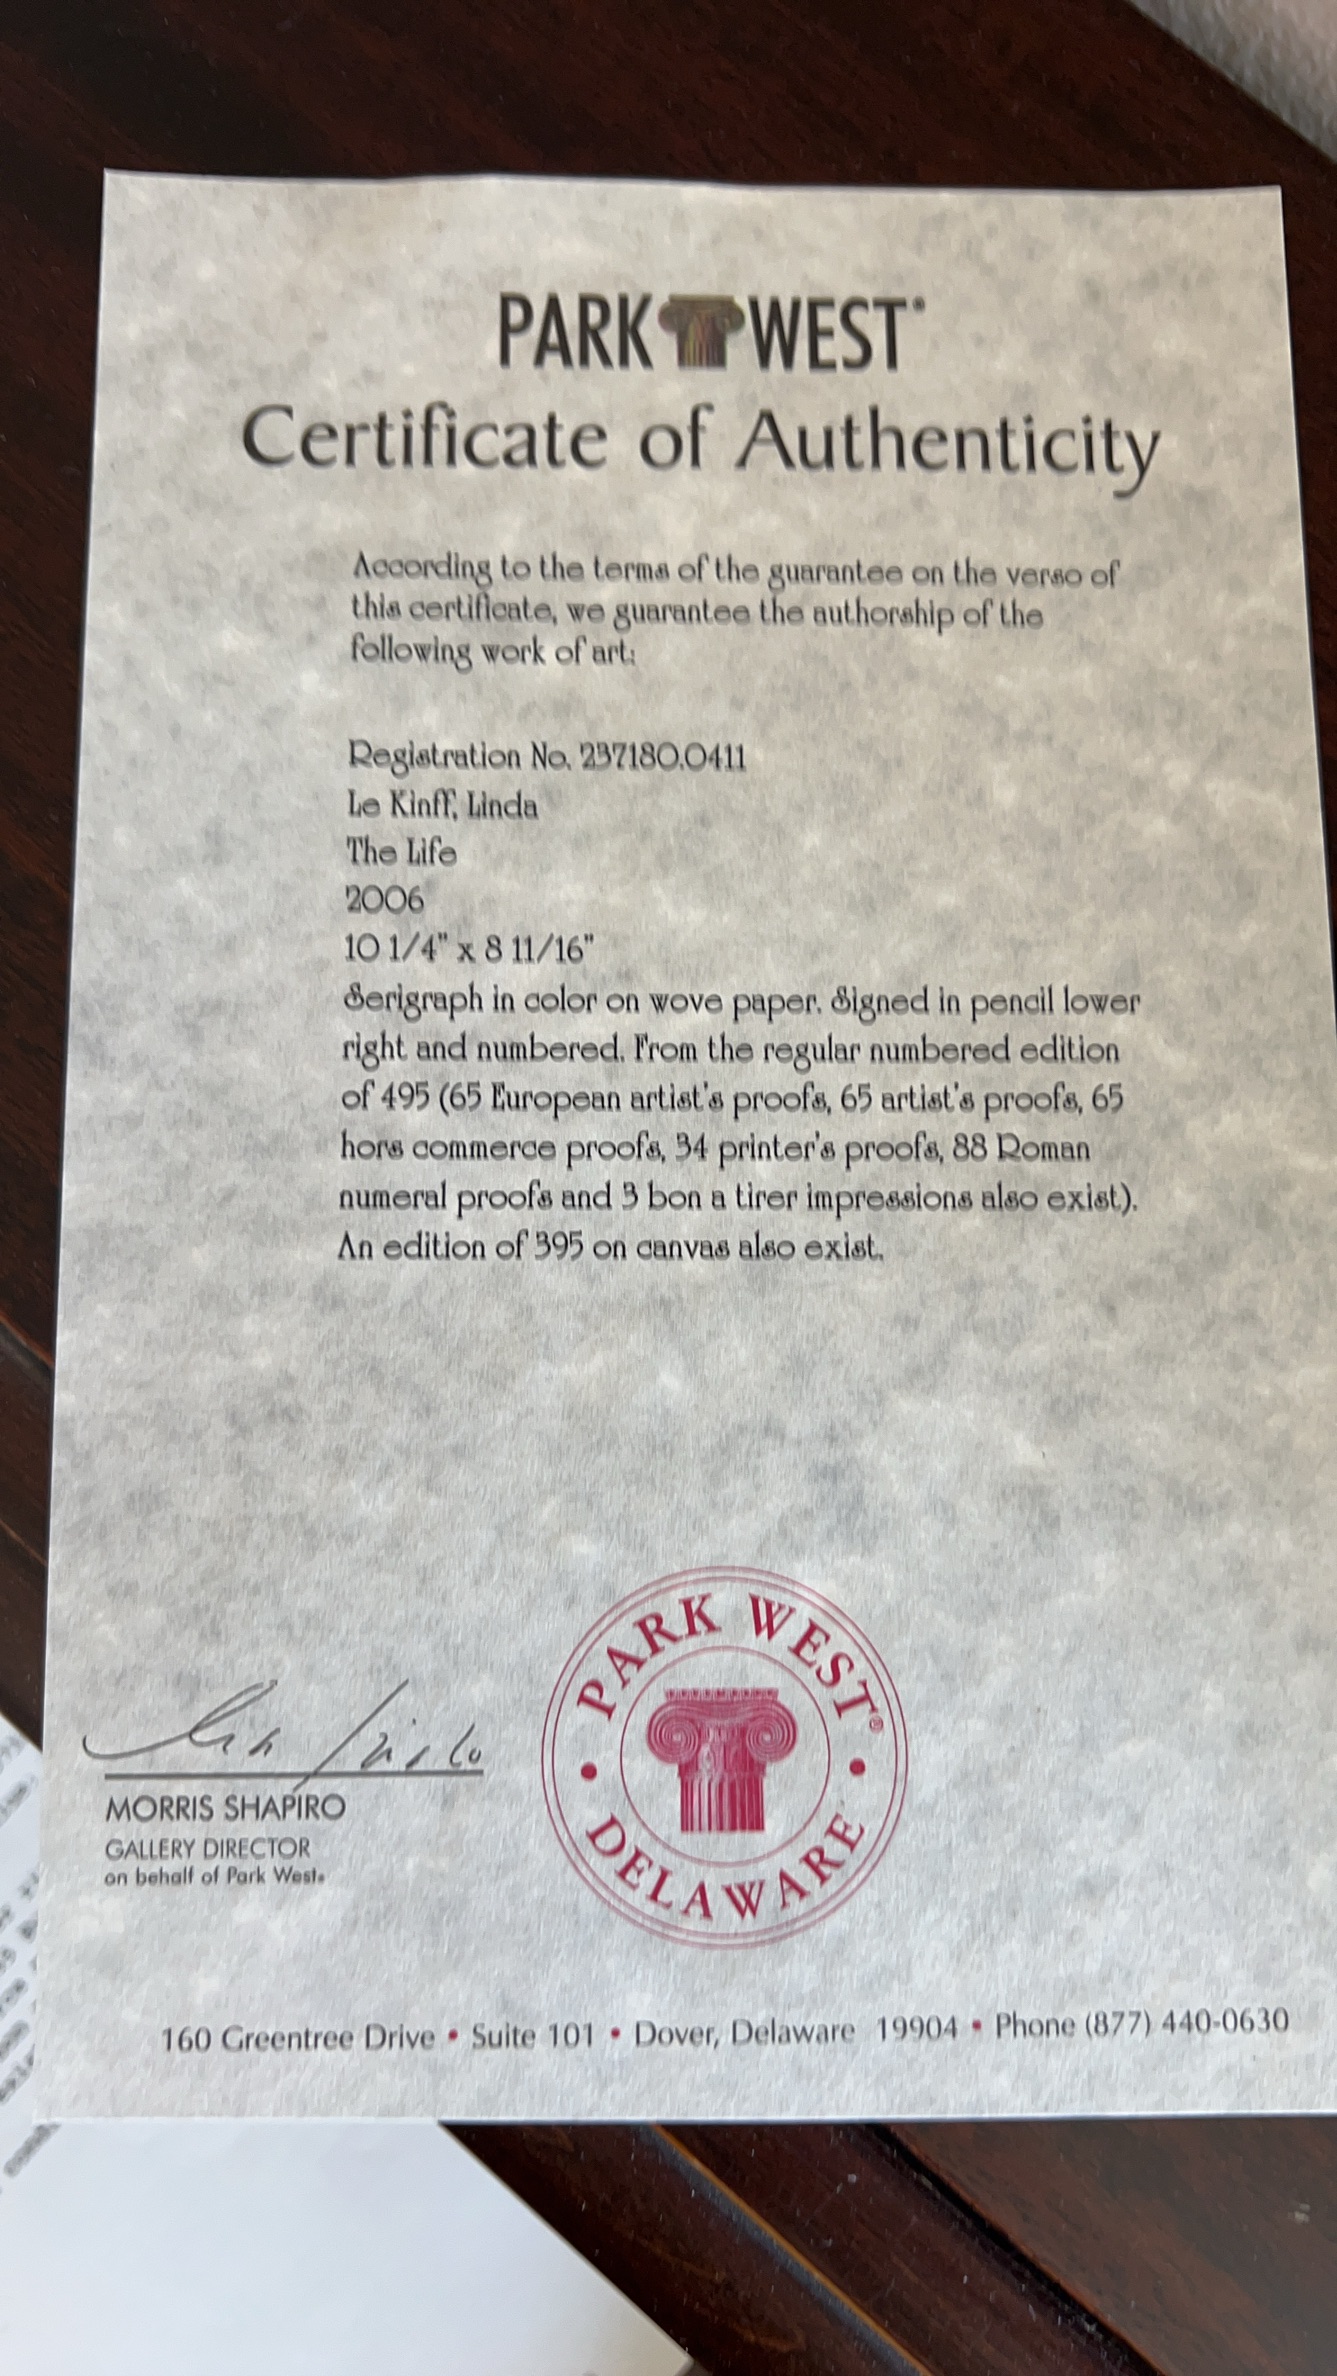 PARK WEST®
Certificate of Authenticity
According to the terms of the guarantee on the verso of
this certificate, we guarantee the authorship of the
following work of art:
Registration No. 237180.0411
Le Kinff, Linda
The Life
2006
10 1/4" x 8 11/16"
Serigraph in color on wove paper. Signed in pencil lower
right and numbered. From the regular numbered edition
of 495 (65 European artist's proofs, 65 artist's proofs, 65
hors commerce proofs, 34 printer's proofs, 88 Roman
numeral proofs and 3 bon a tirer impressions also exist).
An edition of 395 on canvas also exist.
MORRIS SHAPIRO
GALLERY DIRECTOR
on behalf of Park West®
PARK WEST®
• DELAWARE •
160 Greentree Drive • Suite 101 • Dover, Delaware 19904 • Phone (877) 440-0630